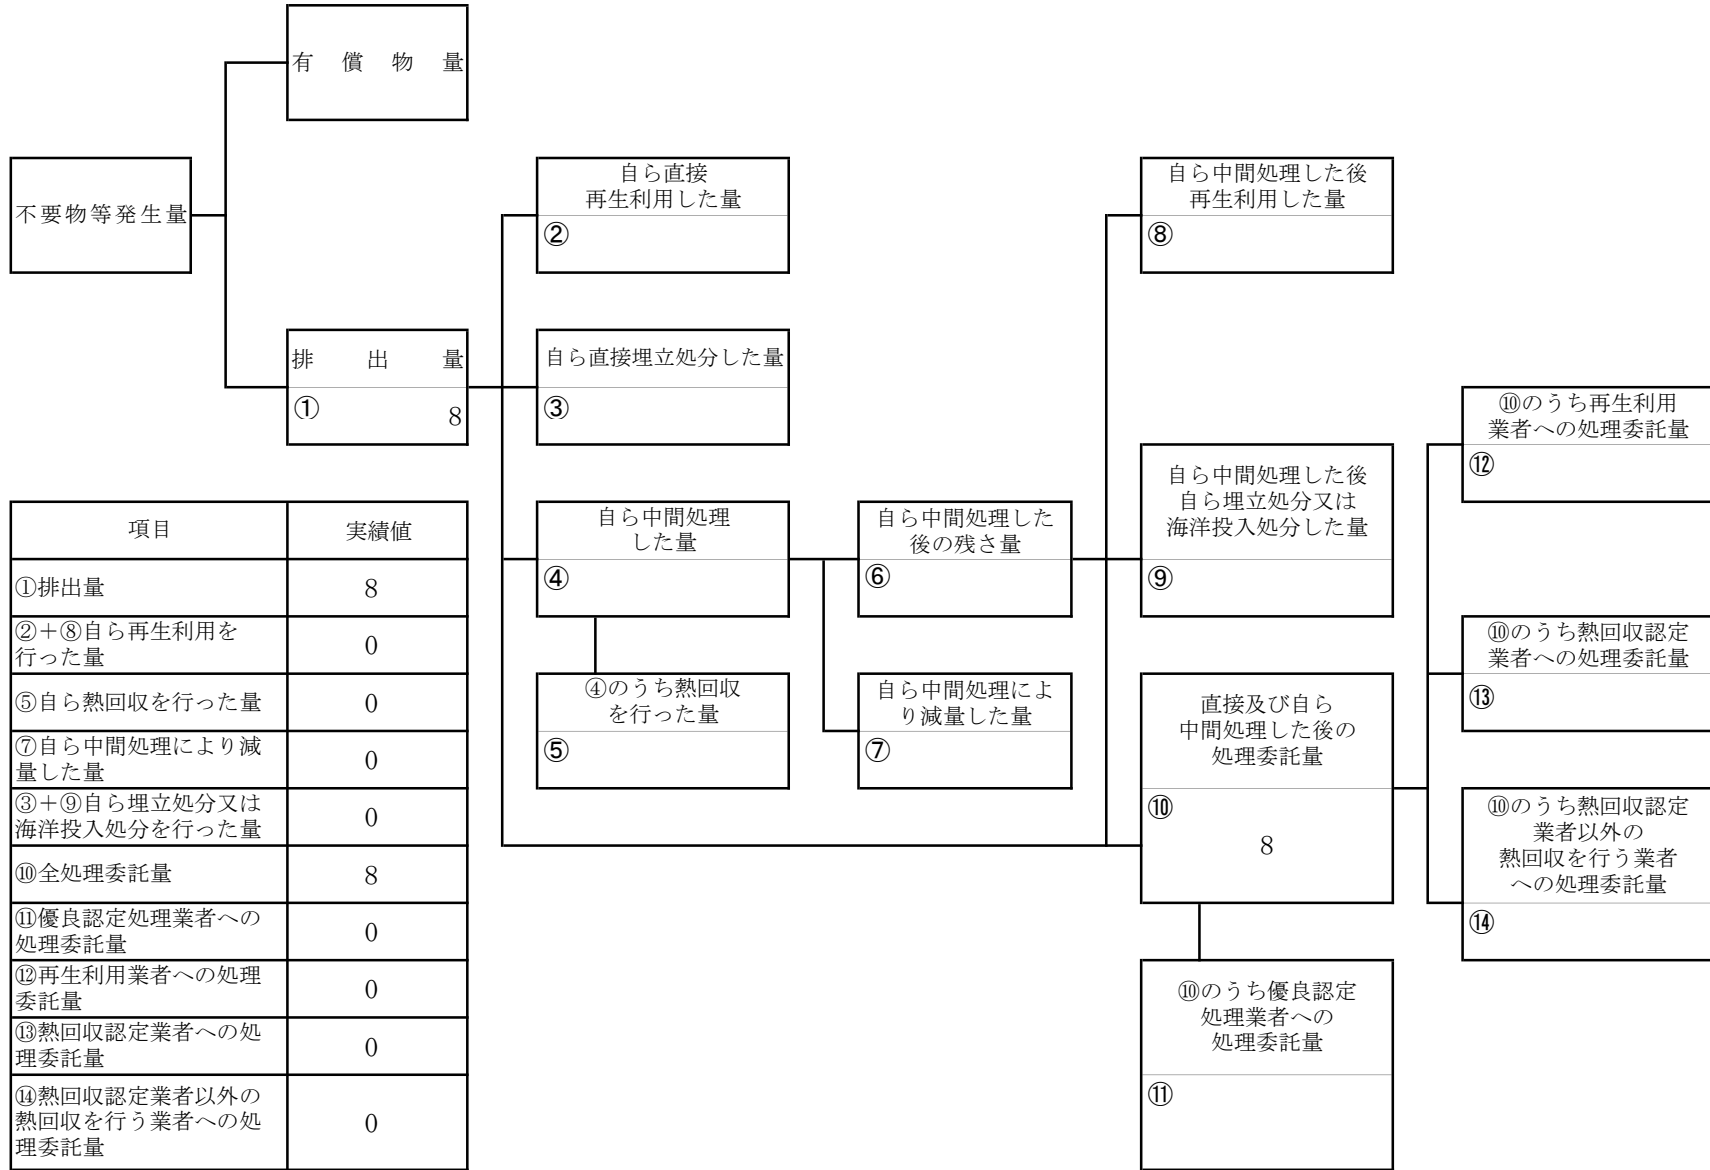 有償物量
不要物等発生量
自ら直接
再生利用した量
②
自ら中間処理した後
再生利用した量
⑧
排出量
①
8
自ら直接埋立処分した量
③
⑩のうち再生利用
業者への処理委託量
⑫
自ら中間処理した後
自ら埋立処分又は
海洋投入処分した量
⑨
自ら中間処理
した量
④
自ら中間処理した
後の残さ量
⑥
⑩のうち熱回収認定
業者への処理委託量
⑬
④のうち熱回収
を行った量
⑤
自ら中間処理によ
り減量した量
⑦
直接及び自ら
中間処理した後の
処理委託量
⑩
8
⑩のうち熱回収認定
業者以外の
熱回収を行う業者
への処理委託量
⑭
⑩のうち優良認定
処理業者への
処理委託量
⑪
項目 実績値
①排出量 8
②＋⑧自ら再生利用を
行った量 0
⑤自ら熱回収を行った量 0
⑦自ら中間処理により減
量した量 0
③＋⑨自ら埋立処分又は
海洋投入処分を行った量 0
⑩全処理委託量 8
⑪優良認定処理業者への
処理委託量 0
⑫再生利用業者への処理
委託量 0
⑬熱回収認定業者への処
理委託量 0
⑭熱回収認定業者以外の
熱回収を行う業者への処
理委託量 0